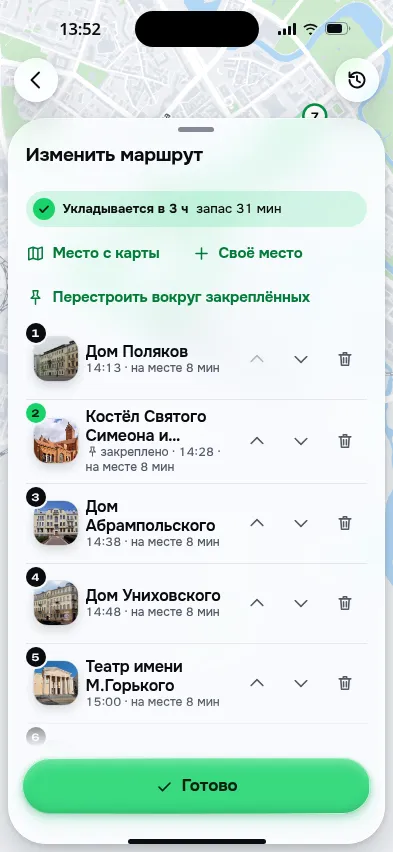 13:52
7
Изменить маршрут
Укладывается в 3 ч запас 31 мин
Место с карты
Своё место
Перестроить вокруг закреплённых
1
Дом Поляков
14:13 · на месте 8 мин
2
Костёл Святого
Симеона и...
закреплено · 14:28 ·
на месте 8 мин
3
Дом
Абрампольского
14:38 · на месте 8 мин
4
Дом Униховского
14:48 · на месте 8 мин
5
Театр имени
М.Горького
15:00 · на месте 8 мин
6
Готово